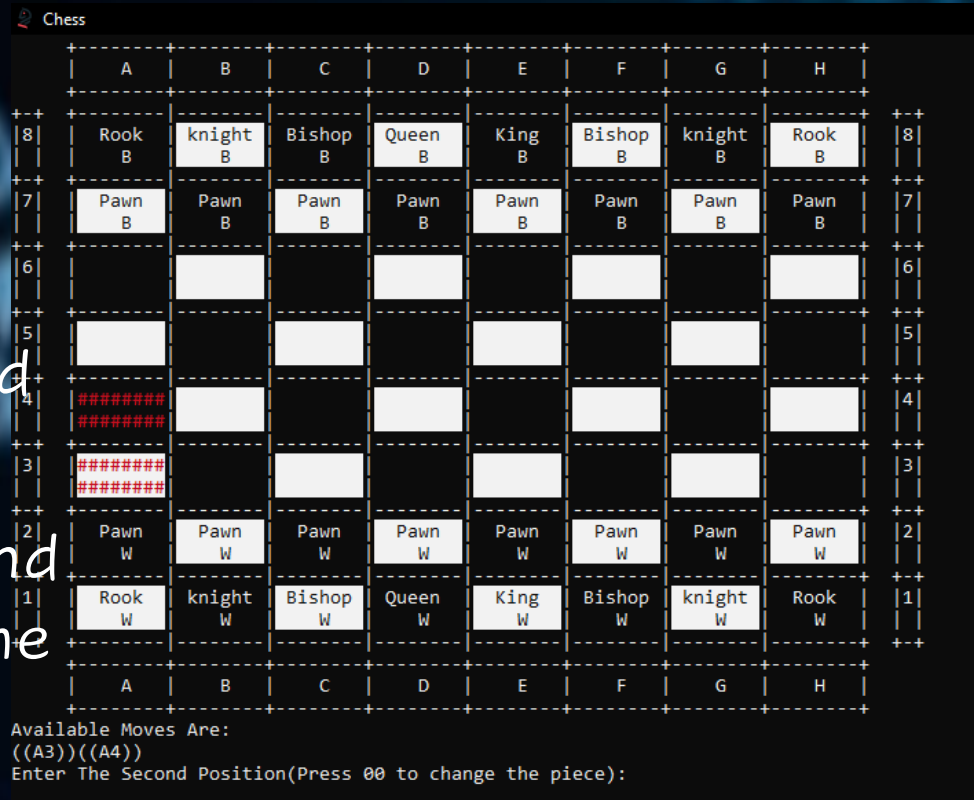 Chess
A B C D E F G H
8 Rook knight Bishop Queen King Bishop knight Rook 8
B B B B B B B B
7 Pawn Pawn Pawn Pawn Pawn Pawn Pawn Pawn 7
B B B B B B B B
6 6
5 5
4 ######## 4
########
3 ######## 3
########
2 Pawn Pawn Pawn Pawn Pawn Pawn Pawn Pawn 2
W W W W W W W W
1 Rook knight Bishop Queen King Bishop knight Rook 1
W W W W W W W W
A B C D E F G H
Available Moves Are:
((A3))((A4))
Enter The Second Position(Press 00 to change the piece):